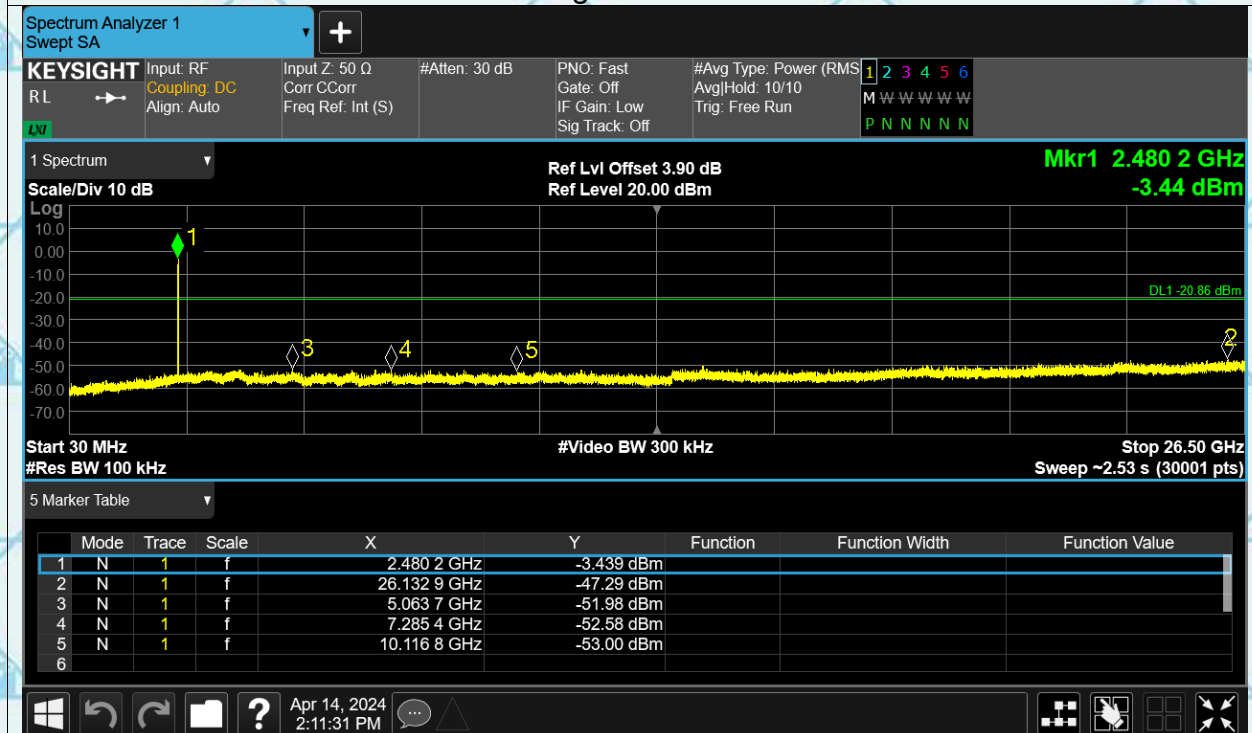 Spectrum Analyzer 1
Swept SA
+
KEYSIGHT
RL
LXI
Input: RF
Coupling: DC
Align: Auto
Input Z: 50 Ω
Corr CCorr
Freq Ref: Int (S)
#Atten: 30 dB
PNO: Fast
Gate: Off
IF Gain: Low
Sig Track: Off
#Avg Type: Power (RMS
Avg|Hold: 10/10
Trig: Free Run
1 2 3 4 5 6
M W W W W W
P N N N N N
1 Spectrum
Scale/Div 10 dB
Ref Lvl Offset 3.90 dB
Ref Level 20.00 dBm
Mkr1 2.480 2 GHz
-3.44 dBm
Log
10.0
0.00
-10.0
-20.0
-30.0
-40.0
-50.0
-60.0
-70.0
1
DL1 -20.86 dBm
3
4
5
2
Start 30 MHz
#Res BW 100 kHz
#Video BW 300 kHz
Stop 26.50 GHz
Sweep ~2.53 s (30001 pts)
5 Marker Table
Mode Trace Scale X Y Function Function Width Function Value
1 N 1 f 2.480 2 GHz -3.439 dBm
2 N 1 f 26.132 9 GHz -47.29 dBm
3 N 1 f 5.063 7 GHz -51.98 dBm
4 N 1 f 7.285 4 GHz -52.58 dBm
5 N 1 f 10.116 8 GHz -53.00 dBm
6
?
Apr 14, 2024
2:11:31 PM